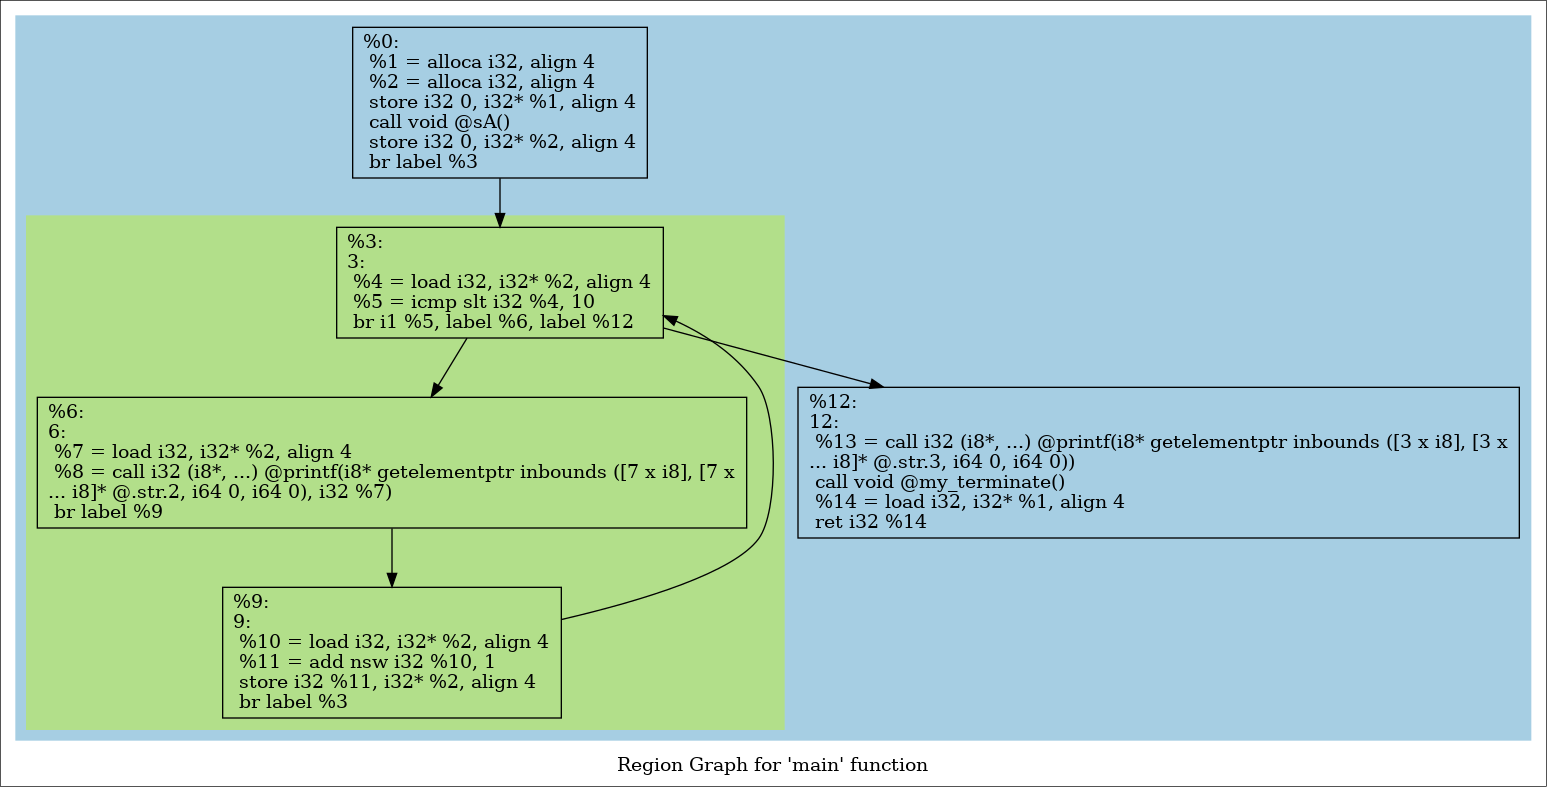 %0:
%1 = alloca i32, align 4
%2 = alloca i32, align 4
store i32 0, i32* %1, align 4
call void @sA()
store i32 0, i32* %2, align 4
br label %3
%3:
3:
%4 = load i32, i32* %2, align 4
%5 = icmp slt i32 %4, 10
br i1 %5, label %6, label %12
%6:
6:
%7 = load i32, i32* %2, align 4
%8 = call i32 (i8*, ...) @printf(i8* getelementptr inbounds ([7 x i8], [7 x
... i8]* @.str.2, i64 0, i64 0), i32 %7)
br label %9
%12:
12:
%13 = call i32 (i8*, ...) @printf(i8* getelementptr inbounds ([3 x i8], [3 x
... i8]* @.str.3, i64 0, i64 0))
call void @my_terminate()
%14 = load i32, i32* %1, align 4
ret i32 %14
%9:
9:
%10 = load i32, i32* %2, align 4
%11 = add nsw i32 %10, 1
store i32 %11, i32* %2, align 4
br label %3
Region Graph for 'main' function